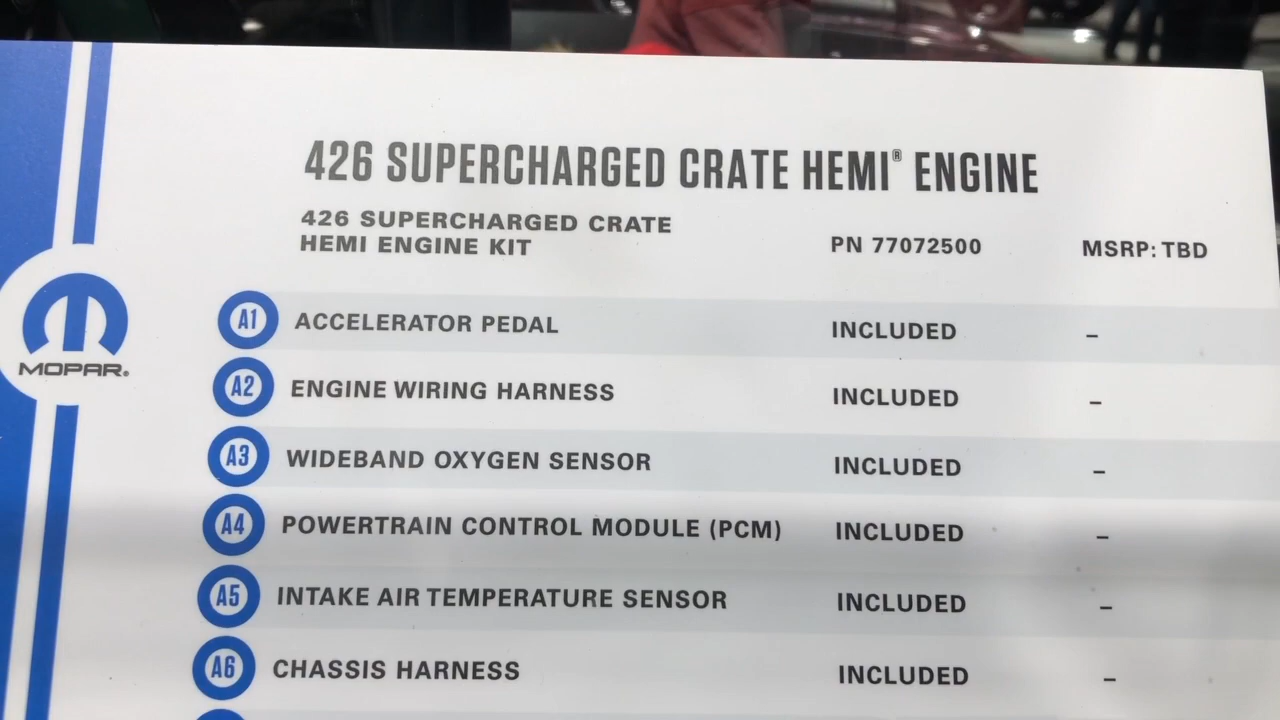 426 SUPERCHARGED CRATE HEMI® ENGINE
426 SUPERCHARGED CRATE
HEMI ENGINE KIT PN 77072500 MSRP: TBD
A1 ACCELERATOR PEDAL INCLUDED –
A2 ENGINE WIRING HARNESS INCLUDED –
MOPAR®
A3 WIDEBAND OXYGEN SENSOR INCLUDED –
A4 POWERTRAIN CONTROL MODULE (PCM) INCLUDED –
A5 INTAKE AIR TEMPERATURE SENSOR INCLUDED –
A6 CHASSIS HARNESS INCLUDED –